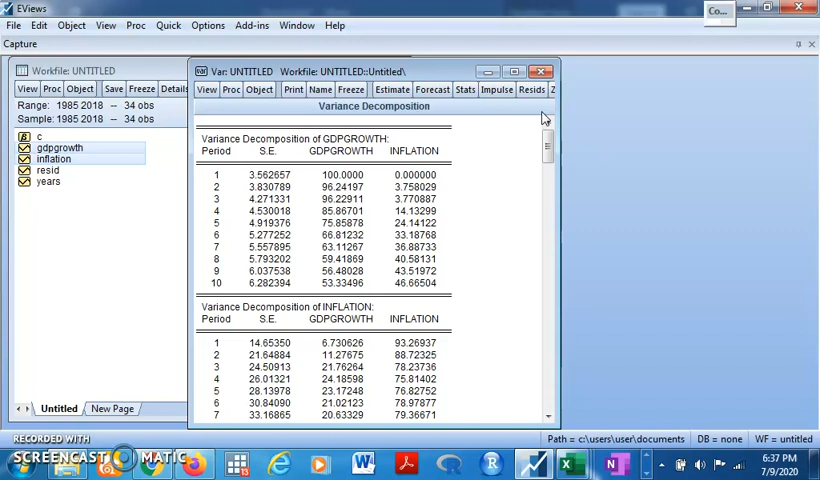 EViews
Co...
File Edit Object View Proc Quick Options Add-ins Window Help
Capture
Workfile: UNTITLED
View Proc Object Save Freeze Details
Range: 1985 2018 -- 34 obs
Sample: 1985 2018 -- 34 obs
c
gdpgrowth
inflation
resid
years
Untitled New Page
Var: UNTITLED Workfile: UNTITLED::Untitled\
View Proc Object Print Name Freeze Estimate Forecast Stats Impulse Resids Z
Variance Decomposition
Variance Decomposition of GDPGROWTH:
Period S.E. GDPGROWTH INFLATION
1 3.562657 100.0000 0.000000
2 3.830789 96.24197 3.758029
3 4.271331 96.22911 3.770887
4 4.530018 85.86701 14.13299
5 4.919376 75.85878 24.14122
6 5.277252 66.81232 33.18768
7 5.557895 63.11267 36.88733
8 5.793202 59.41869 40.58131
9 6.037538 56.48028 43.51972
10 6.282394 53.33496 46.66504
Variance Decomposition of INFLATION:
Period S.E. GDPGROWTH INFLATION
1 14.65350 6.730626 93.26937
2 21.64884 11.27675 88.72325
3 24.50913 21.76264 78.23736
4 26.01321 24.18598 75.81402
5 28.13978 23.17248 76.82752
6 30.84090 21.02123 78.97877
7 33.16865 20.63329 79.36671
Path = c:\users\user\documents DB = none WF = untitled
RECORDED WITH
SCREENCAST MATIC
6:37 PM
7/9/2020